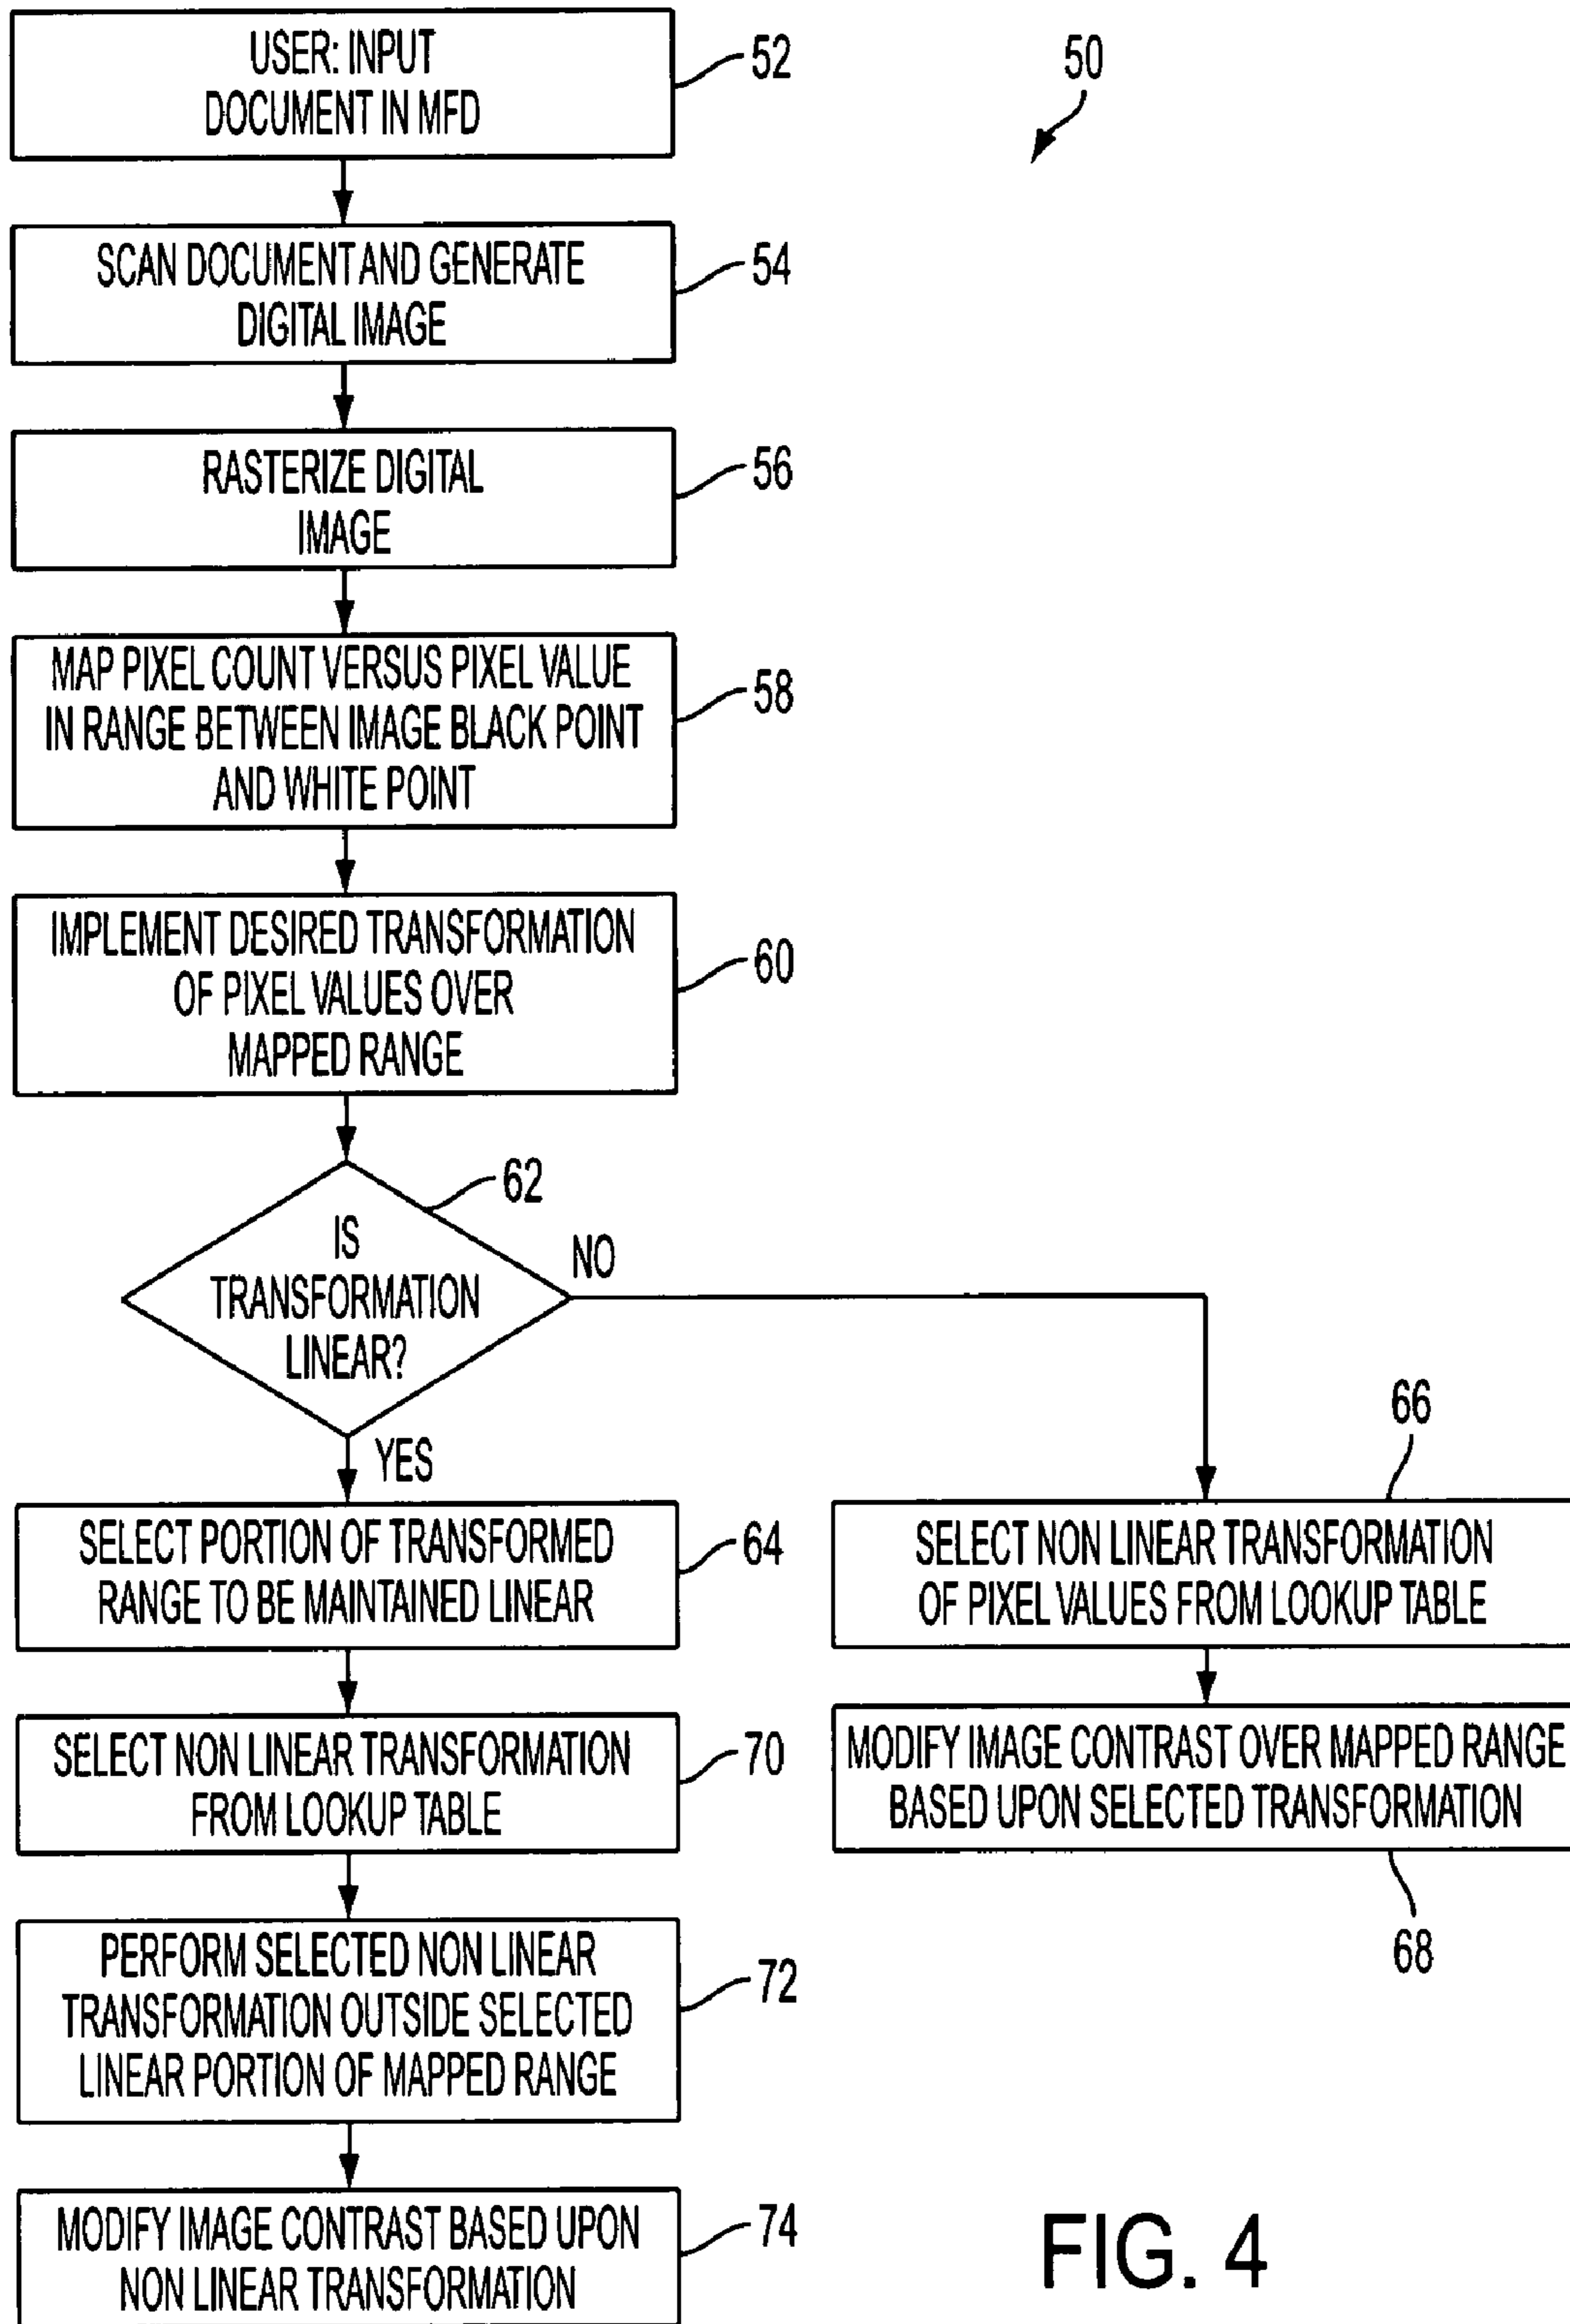 USER: INPUT
DOCUMENT IN MFD
52
50
SCAN DOCUMENT AND GENERATE
DIGITAL IMAGE
54
RASTERIZE DIGITAL
IMAGE
56
MAP PIXEL COUNT VERSUS PIXEL VALUE
IN RANGE BETWEEN IMAGE BLACK POINT
AND WHITE POINT
58
IMPLEMENT DESIRED TRANSFORMATION
OF PIXEL VALUES OVER
MAPPED RANGE
60
IS
TRANSFORMATION
LINEAR?
62
NO
YES
SELECT PORTION OF TRANSFORMED
RANGE TO BE MAINTAINED LINEAR
64
66
SELECT NON LINEAR TRANSFORMATION
OF PIXEL VALUES FROM LOOKUP TABLE
SELECT NON LINEAR TRANSFORMATION
FROM LOOKUP TABLE
70
MODIFY IMAGE CONTRAST OVER MAPPED RANGE
BASED UPON SELECTED TRANSFORMATION
68
PERFORM SELECTED NON LINEAR
TRANSFORMATION OUTSIDE SELECTED
LINEAR PORTION OF MAPPED RANGE
72
MODIFY IMAGE CONTRAST BASED UPON
NON LINEAR TRANSFORMATION
74
FIG. 4